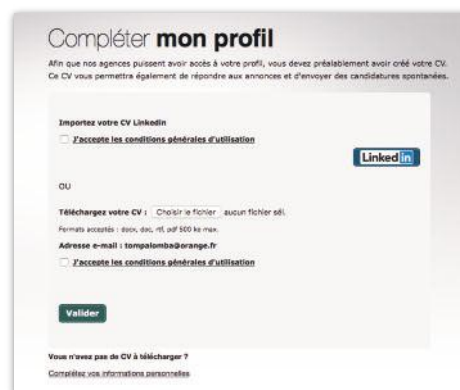 Compléter mon profil
Afin que nos agences puissent avoir accès à votre profil, vous devez préalablement avoir créé votre CV.
Ce CV vous permettra également de répondre aux annonces et d'envoyer des candidatures spontanées.
Importez votre CV Linkedin
J'accepte les conditions générales d'utilisation
Linked in
OU
Téléchargez votre CV : Choisir le fichier aucun fichier sél.
Formats acceptés : docx, doc, rtf, pdf 500 ko max.
Adresse e-mail : tompalomba@orange.fr
J'accepte les conditions générales d'utilisation
Valider
Vous n'avez pas de CV à télécharger ?
Complétez vos informations personnelles